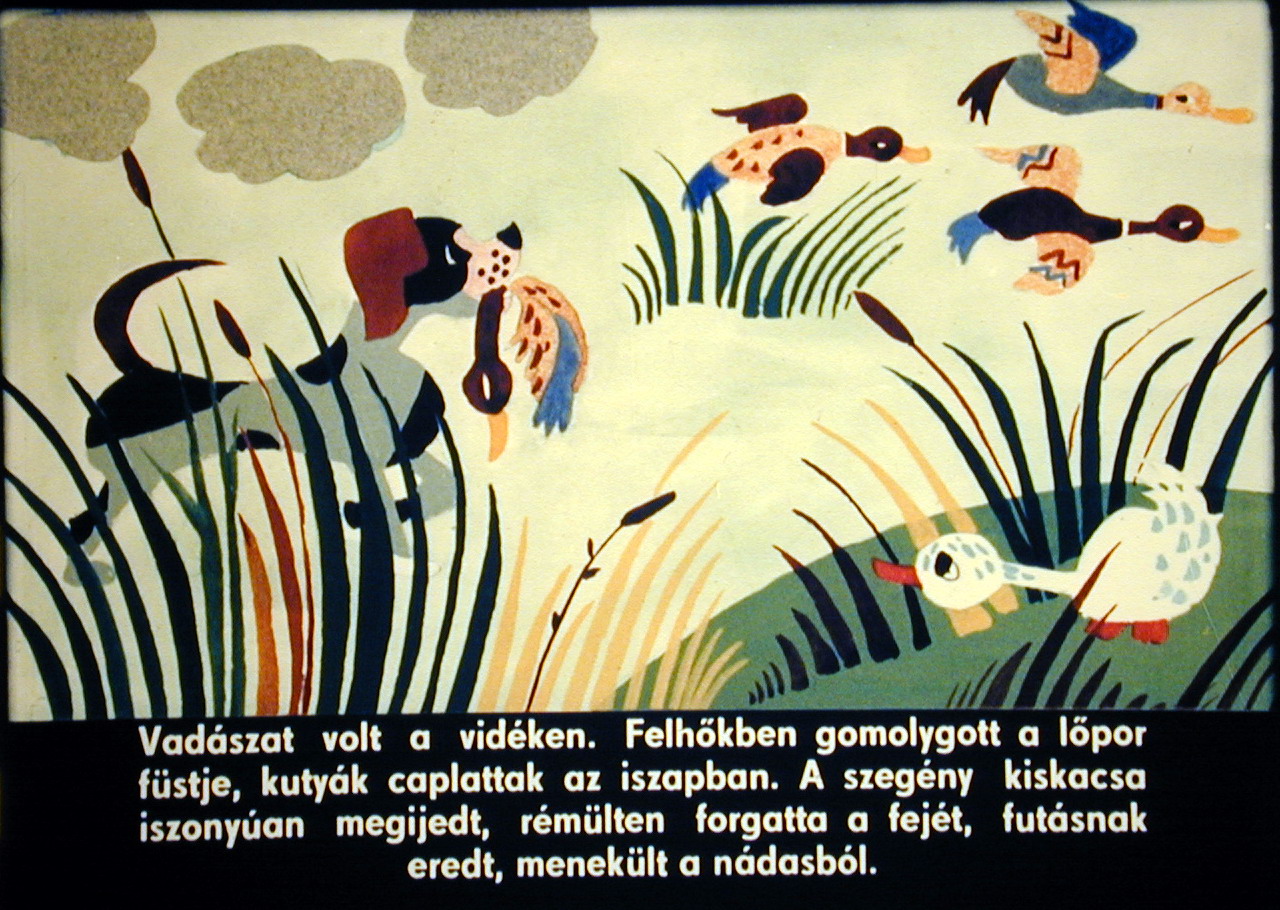 Vadászat volt a vidéken. Felhőkben gomolygott a lőpor
füstje, kutyák caplattak az iszapban. A szegény kiskacsa
iszonyúan megijedt, rémülten forgatta a fejét, futásnak
eredt, menekült a nádasból.